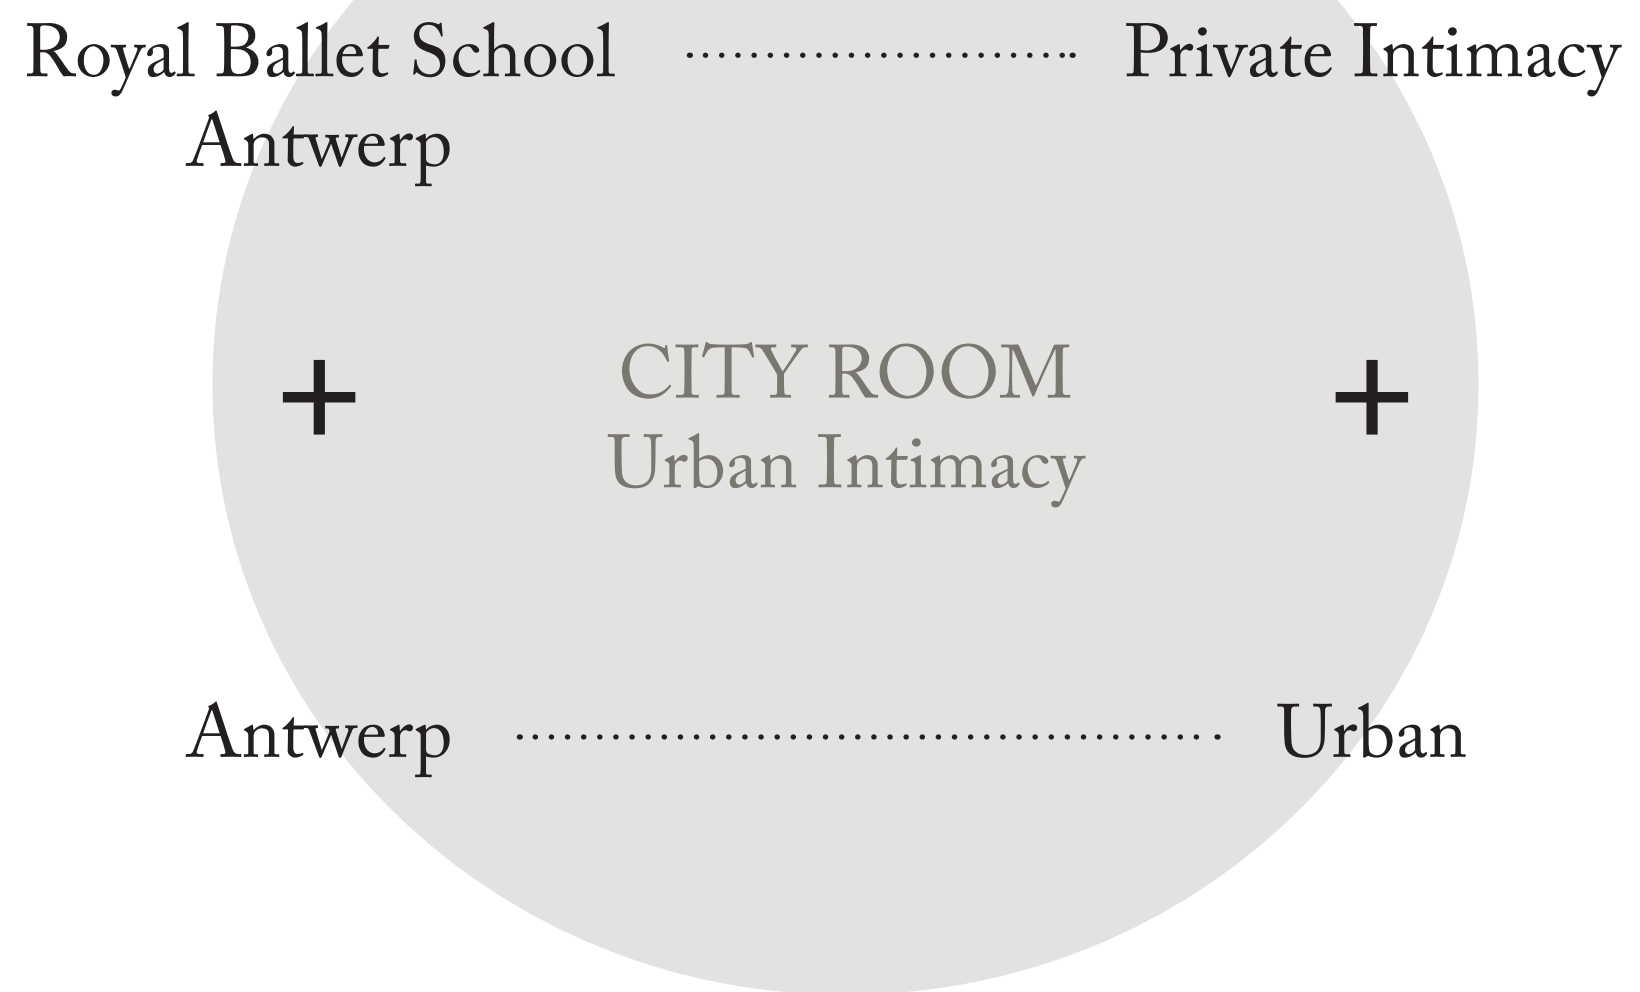 Royal Ballet School ........................ Private Intimacy
Antwerp
CITY ROOM
+ +
Urban Intimacy
Antwerp ............................................ Urban